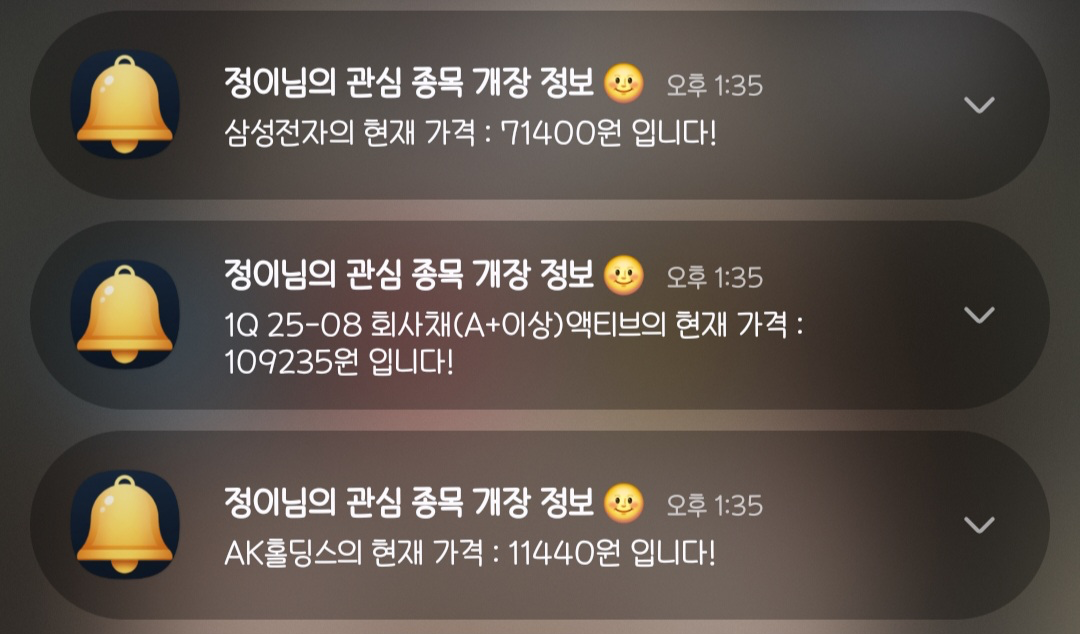 정이님의 관심 종목 개장 정보 🌝 오후 1:35
삼성전자의 현재 가격 : 71400원 입니다!
정이님의 관심 종목 개장 정보 🌝 오후 1:35
1Q 25-08 회사채(A+이상)액티브의 현재 가격 :
109235원 입니다!
정이님의 관심 종목 개장 정보 🌝 오후 1:35
AK홀딩스의 현재 가격 : 11440원 입니다!